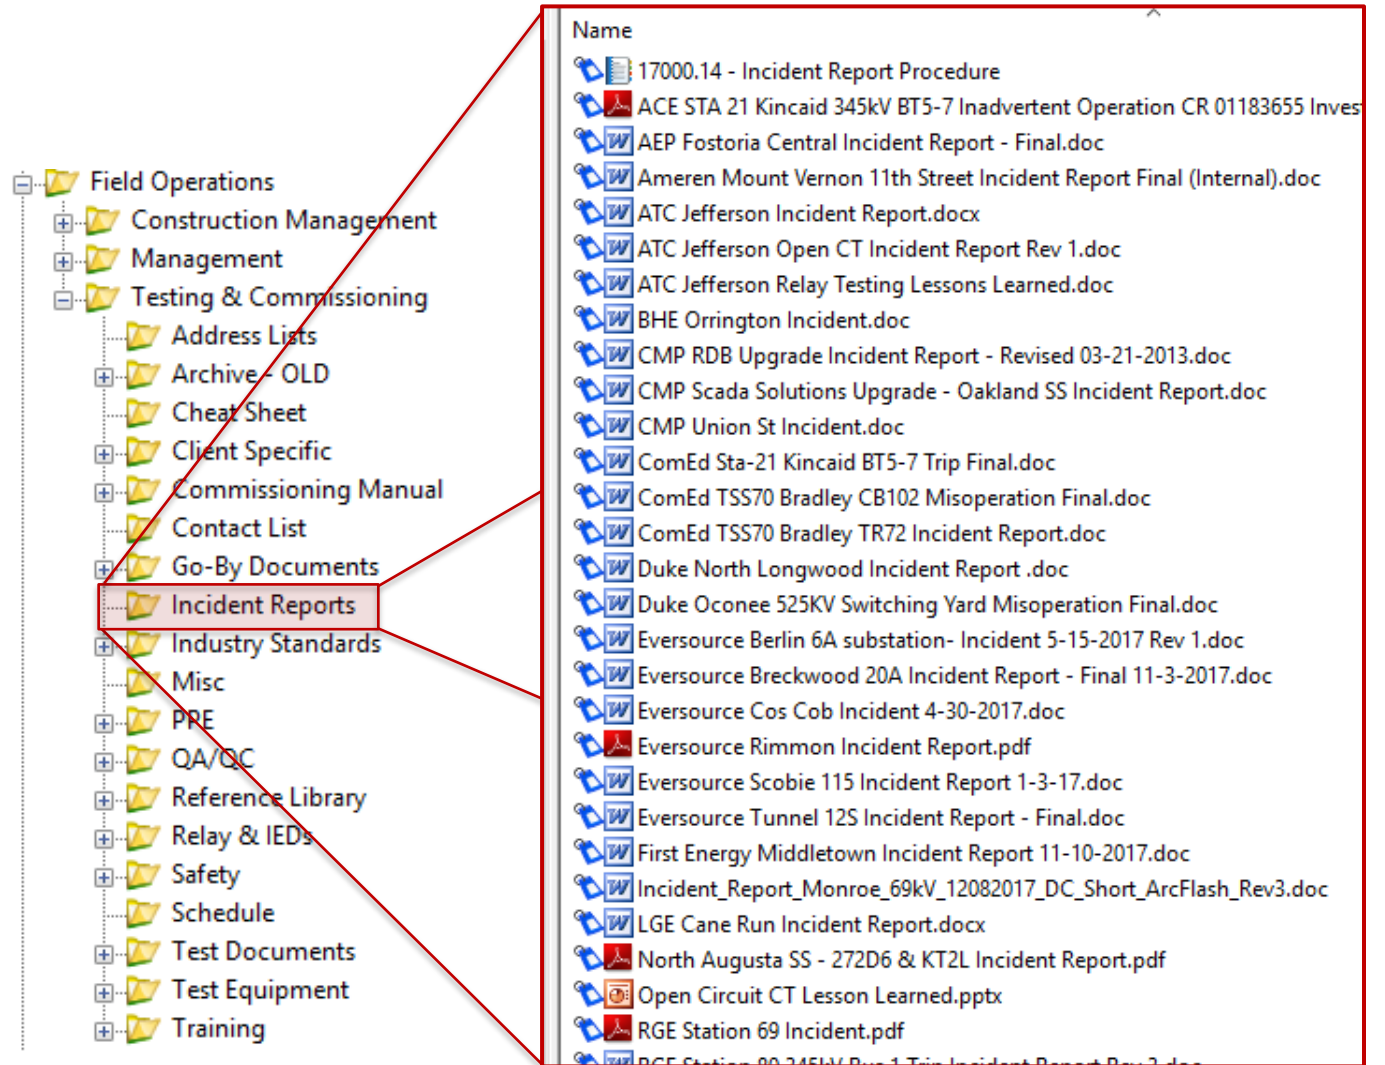 Field Operations
Construction Management
Management
Testing & Commissioning
Address Lists
Archive - OLD
Cheat Sheet
Client Specific
Commissioning Manual
Contact List
Go-By Documents
Incident Reports
Industry Standards
Misc
PPE
QA/QC
Reference Library
Relay & IEDs
Safety
Schedule
Test Documents
Test Equipment
Training
Name
17000.14 - Incident Report Procedure
ACE STA 21 Kincaid 345kV BT5-7 Inadvertent Operation CR 01183655 Inves
AEP Fostoria Central Incident Report - Final.doc
Ameren Mount Vernon 11th Street Incident Report Final (Internal).doc
ATC Jefferson Incident Report.docx
ATC Jefferson Open CT Incident Report Rev 1.doc
ATC Jefferson Relay Testing Lessons Learned.doc
BHE Orrington Incident.doc
CMP RDB Upgrade Incident Report - Revised 03-21-2013.doc
CMP Scada Solutions Upgrade - Oakland SS Incident Report.doc
CMP Union St Incident.doc
ComEd Sta-21 Kincaid BT5-7 Trip Final.doc
ComEd TSS70 Bradley CB102 Misoperation Final.doc
ComEd TSS70 Bradley TR72 Incident Report.doc
Duke North Longwood Incident Report .doc
Duke Oconee 525KV Switching Yard Misoperation Final.doc
Eversource Berlin 6A substation- Incident 5-15-2017 Rev 1.doc
Eversource Breckwood 20A Incident Report - Final 11-3-2017.doc
Eversource Cos Cob Incident 4-30-2017.doc
Eversource Rimmon Incident Report.pdf
Eversource Scobie 115 Incident Report 1-3-17.doc
Eversource Tunnel 12S Incident Report - Final.doc
First Energy Middletown Incident Report 11-10-2017.doc
Incident_Report_Monroe_69kV_12082017_DC_Short_ArcFlash_Rev3.doc
LGE Cane Run Incident Report.docx
North Augusta SS - 272D6 & KT2L Incident Report.pdf
Open Circuit CT Lesson Learned.pptx
RGE Station 69 Incident.pdf
RGE Station 80 345kV Bus 1 Trip Incident Report Rev 2.doc